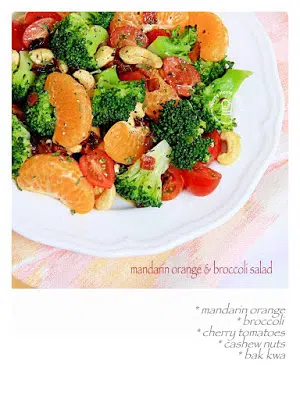 mandarin orange & broccoli salad
* mandarin orange
* broccoli
* cherry tomatoes
* cashew nuts
* bak kwa